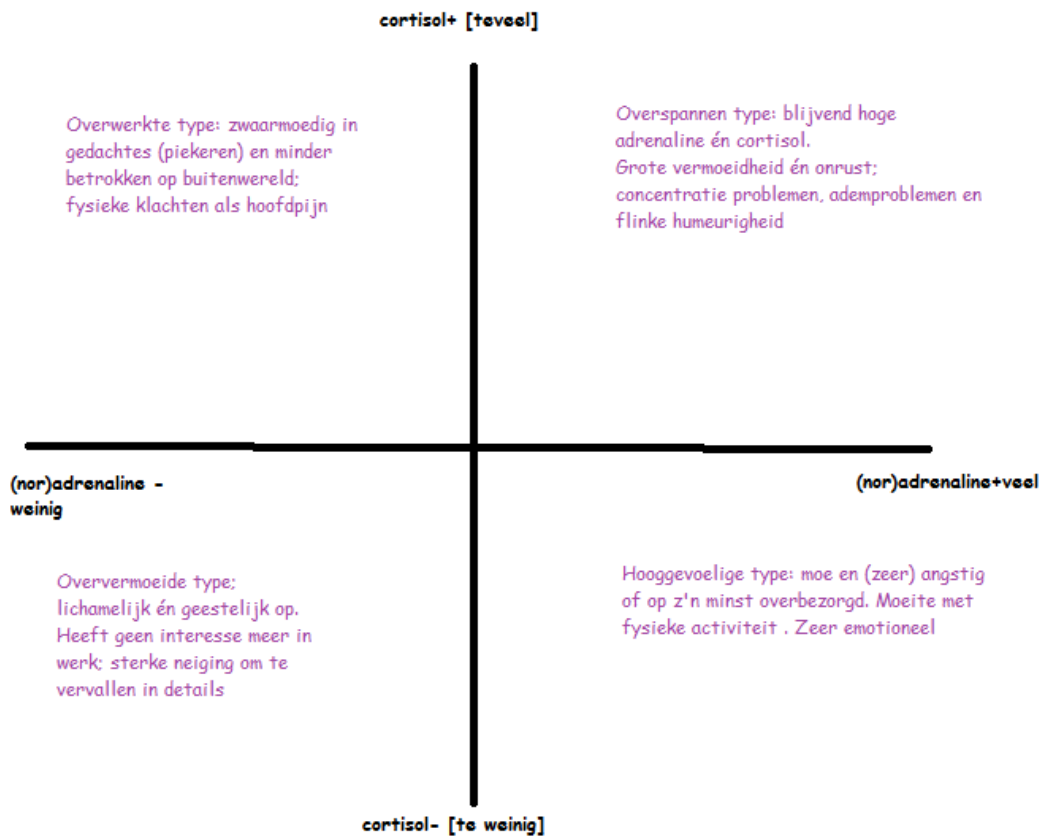 cortisol+ [teveel]
Overwerkte type: zwaarmoedig in
gedachtes (piekeren) en minder
betrokken op buitenwereld;
fysieke klachten als hoofdpijn
Overspannen type: blijvend hoge
adrenaline én cortisol.
Grote vermoeidheid én onrust;
concentratie problemen, ademproblemen en
flinke humeurigheid
(nor)adrenaline -
weinig
(nor)adrenaline+veel
Oververmoeide type;
lichamelijk én geestelijk op.
Heeft geen interesse meer in
werk; sterke neiging om te
vervallen in details
Hooggevoelige type: moe en (zeer) angstig
of op z'n minst overbezorgd. Moeite met
fysieke activiteit . Zeer emotioneel
cortisol- [te weinig]